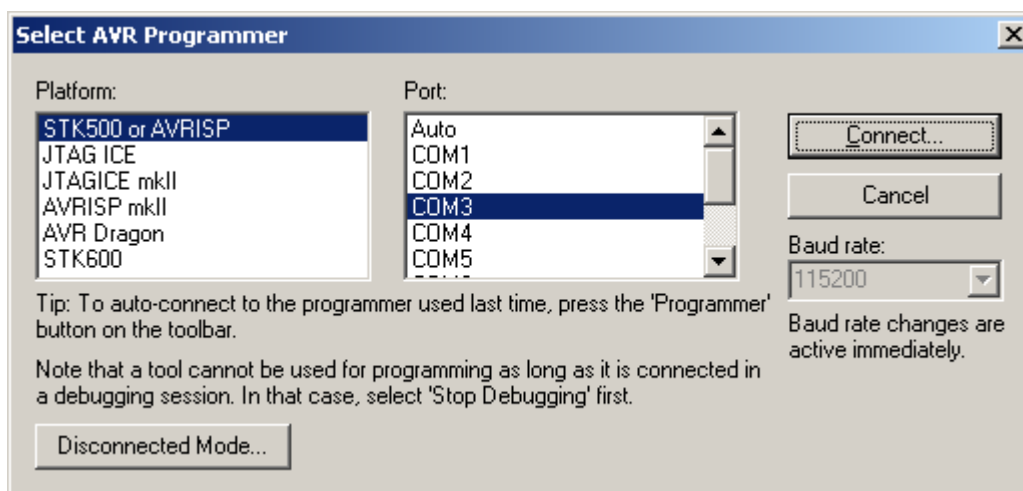 Select AVR Programmer
Platform:
STK500 or AVRISP
JTAG ICE
JTAGICE mkII
AVRISP mkII
AVR Dragon
STK600
Port:
Auto
COM1
COM2
COM3
COM4
COM5
Connect...
Cancel
Baud rate:
115200
Baud rate changes are
active immediately.
Tip: To auto-connect to the programmer used last time, press the 'Programmer'
button on the toolbar.
Note that a tool cannot be used for programming as long as it is connected in
a debugging session. In that case, select 'Stop Debugging' first.
Disconnected Mode...